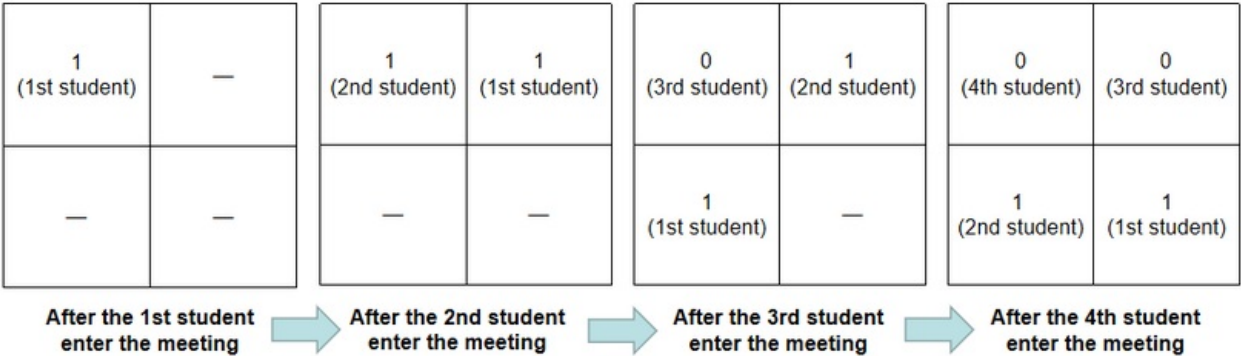 1
(1st student)
—
—
—
1
(2nd student)
1
(1st student)
—
—
0
(3rd student)
1
(2nd student)
1
(1st student)
—
0
(4th student)
0
(3rd student)
1
(2nd student)
1
(1st student)
After the 1st student
enter the meeting
After the 2nd student
enter the meeting
After the 3rd student
enter the meeting
After the 4th student
enter the meeting